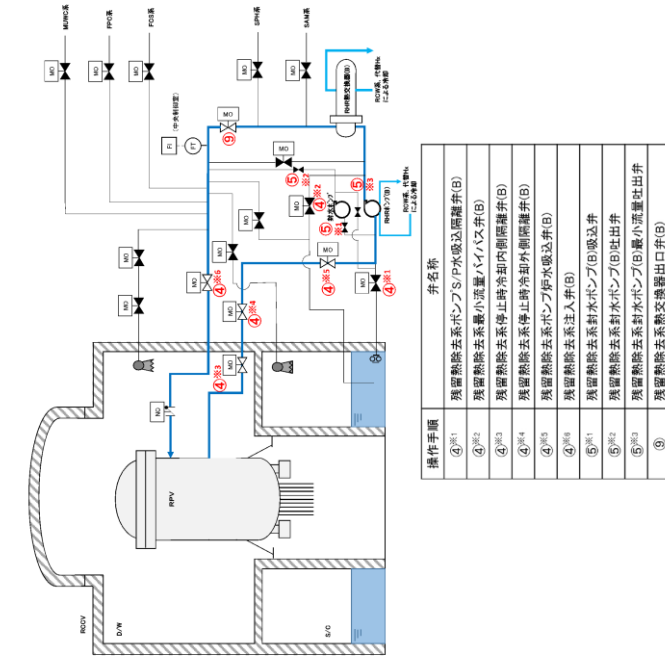 MUWC系
FPC系
FCS系
SPH系
SAM系
MO
MO
MO
MO
MO
(中央制御室)
FI
FT
MO
⑨
RHR熱交換器(B)
RCW系、代替Hx
による冷却
MO
⑤
※2
④※2
MO
封水ポンプ
⑤
※3
⑤
※1
RHRポンプ(B)
RCW系、代替Hx
による冷却
MO
MO
MO
④※6
MO
MO
MO
④※5
MO
④※4
MO
④※1
MO
④※3
NO
RPV
RCCV
D/W
S/C
操作手順 弁名称
④※1 残留熱除去系ポンプS/P水吸込隔離弁(B)
④※2 残留熱除去系最小流量バイパス弁(B)
④※3 残留熱除去系停止時冷却内側隔離弁(B)
④※4 残留熱除去系停止時冷却外側隔離弁(B)
④※5 残留熱除去系ポンプ炉水吸込弁(B)
④※6 残留熱除去系注入弁(B)
⑤※1 残留熱除去系封水ポンプ(B)吸込弁
⑤※2 残留熱除去系封水ポンプ(B)吐出弁
⑤※3 残留熱除去系封水ポンプ(B)最小流量吐出弁
⑨ 残留熱除去系熱交換器出口弁(B)